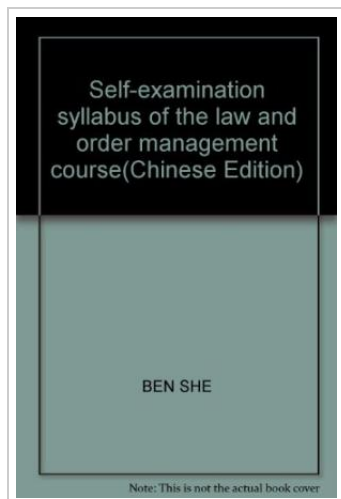 Self-examination
syllabus of the law and
order management
course(Chinese Edition)
BEN SHE
Note: This is not the actual book cover